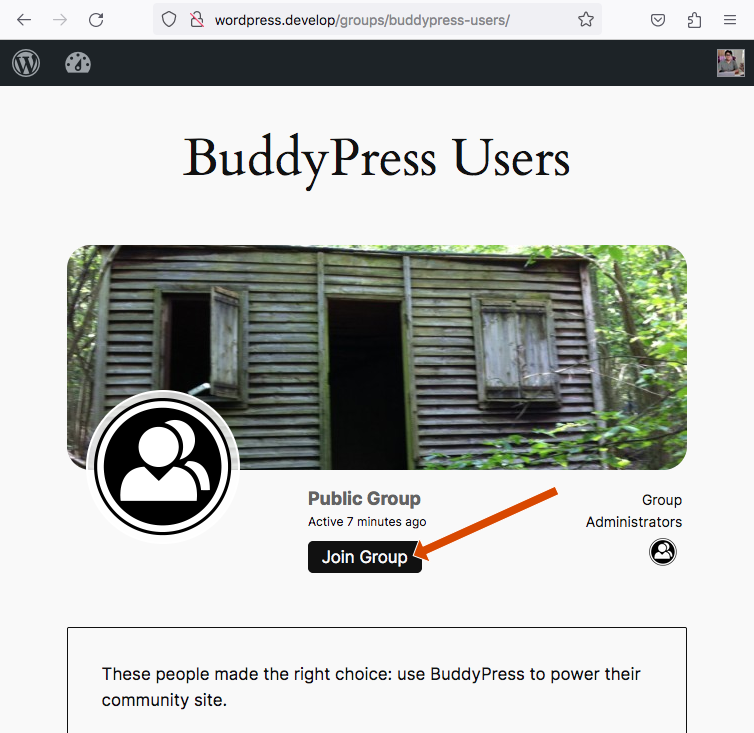 wordpress.develop/groups/buddypress-users/
BuddyPress Users
Public Group
Active 7 minutes ago
Join Group
Group
Administrators
These people made the right choice: use BuddyPress to power their
community site.